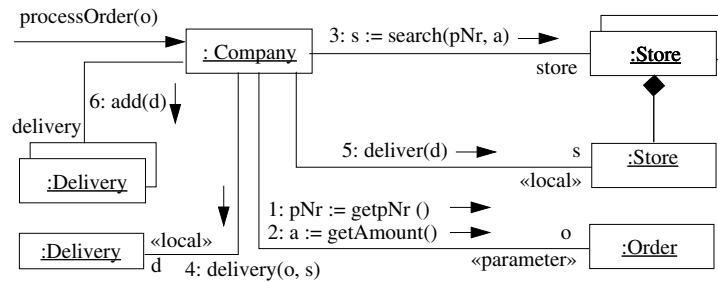 processOrder(o)
: Company
3: s := search(pNr, a)
store
:Store
6: add(d)
delivery
:Delivery
5: deliver(d)
s
«local»
:Store
1: pNr := getpNr ()
2: a := getAmount()
o
«parameter»
:Order
:Delivery
«local»
d
4: delivery(o, s)